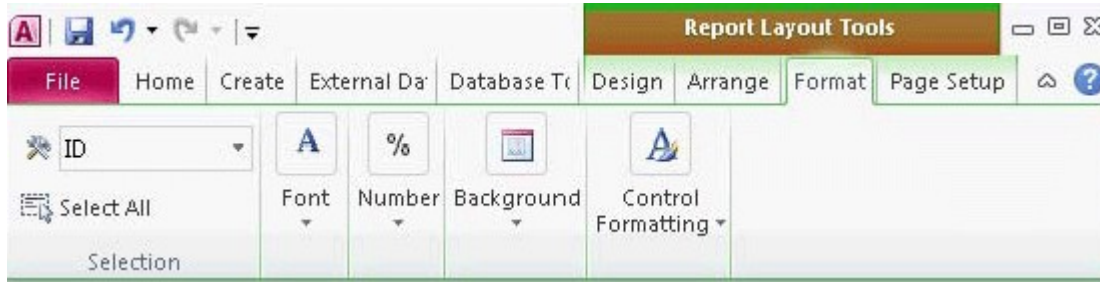 Report Layout Tools
File Home Create External Da Database To Design Arrange Format Page Setup
ID
Select All
Font Number Background Control Formatting
Selection